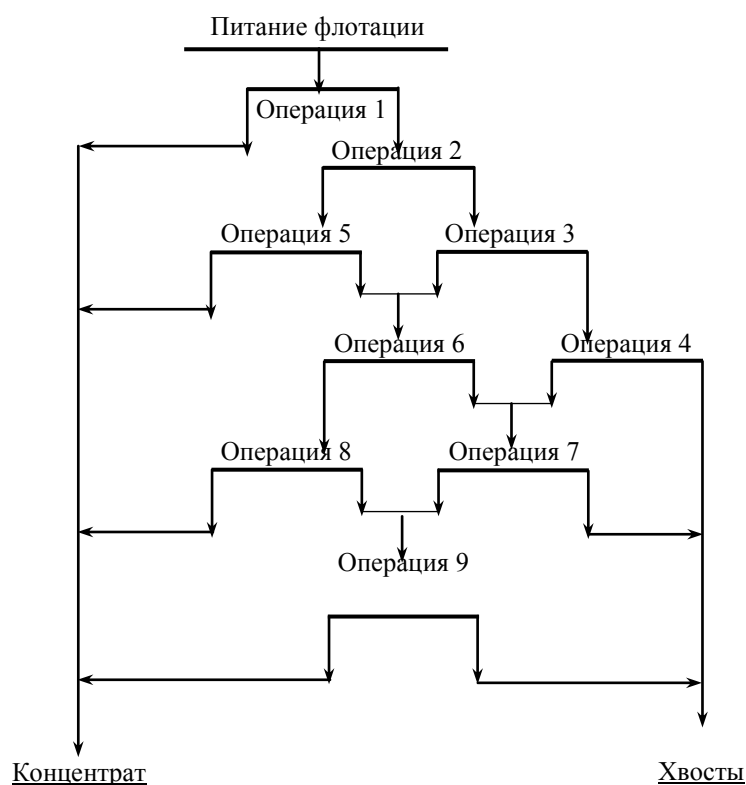 Питание флотации
Операция 1
Операция 2
Операция 5
Операция 3
Операция 6
Операция 4
Операция 8
Операция 7
Операция 9
Концентрат
Хвосты